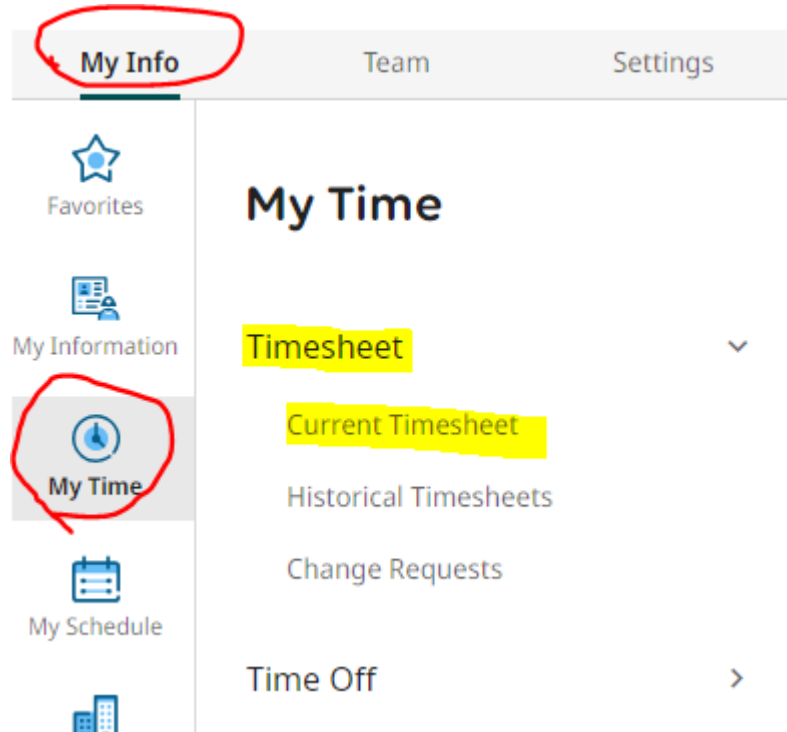 My Info
Team
Settings
Favorites
My Information
My Time
My Schedule
My Time
Timesheet
Current Timesheet
Historical Timesheets
Change Requests
Time Off